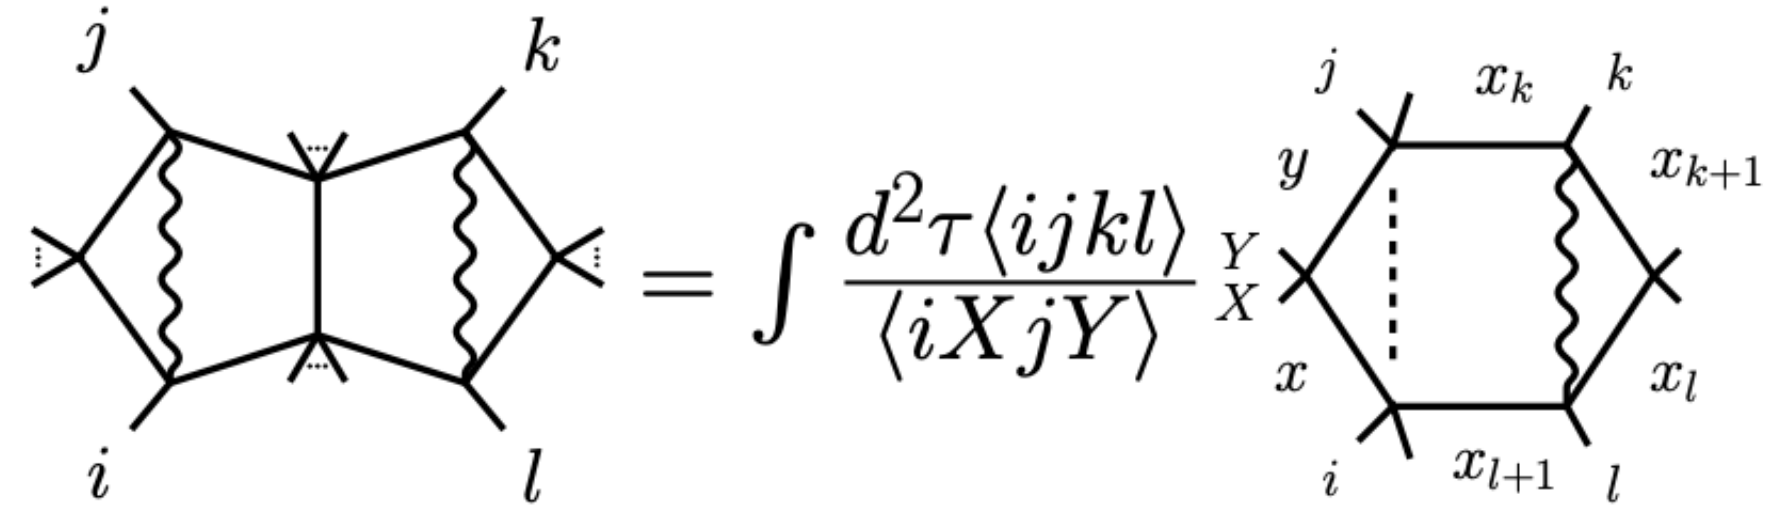 j k
i l
= ∫ d²τ⟨ijkl⟩ / ⟨iXjY⟩
j x_k k
y x_{k+1}
Y
X
x x_l
i x_{l+1} l